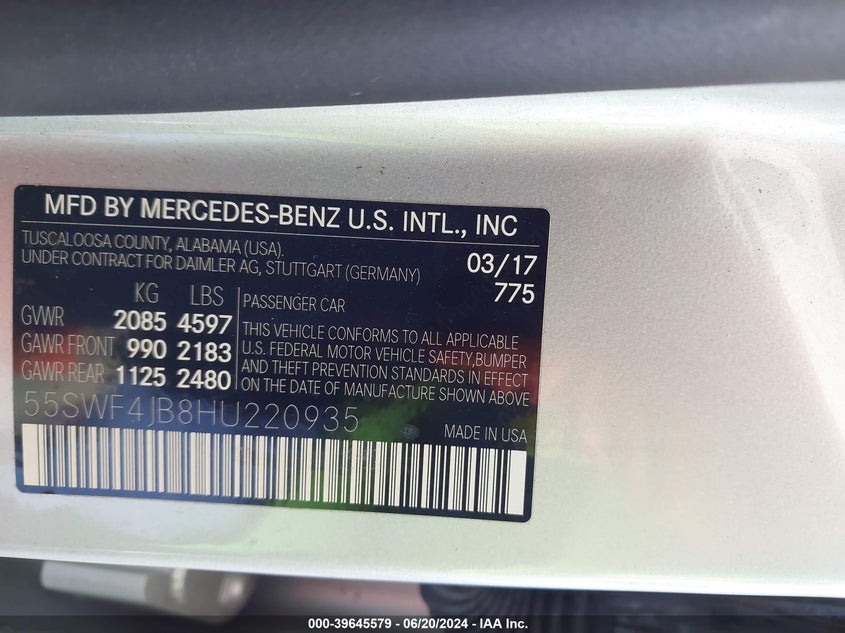 MFD BY MERCEDES-BENZ U.S. INTL., INC
TUSCALOOSA COUNTY, ALABAMA (USA).
UNDER CONTRACT FOR DAIMLER AG, STUTTGART (GERMANY)
03/17
775
KG LBS
GVWR 2085 4597
GAWR FRONT 990 2183
GAWR REAR 1125 2480
PASSENGER CAR
THIS VEHICLE CONFORMS TO ALL APPLICABLE
U.S. FEDERAL MOTOR VEHICLE SAFETY,BUMPER
AND THEFT PREVENTION STANDARDS IN EFFECT
ON THE DATE OF MANUFACTURE SHOWN ABOVE
55SWF4JB8HU220935
MADE IN USA
000-39645579 - 06/20/2024 - IAA Inc.